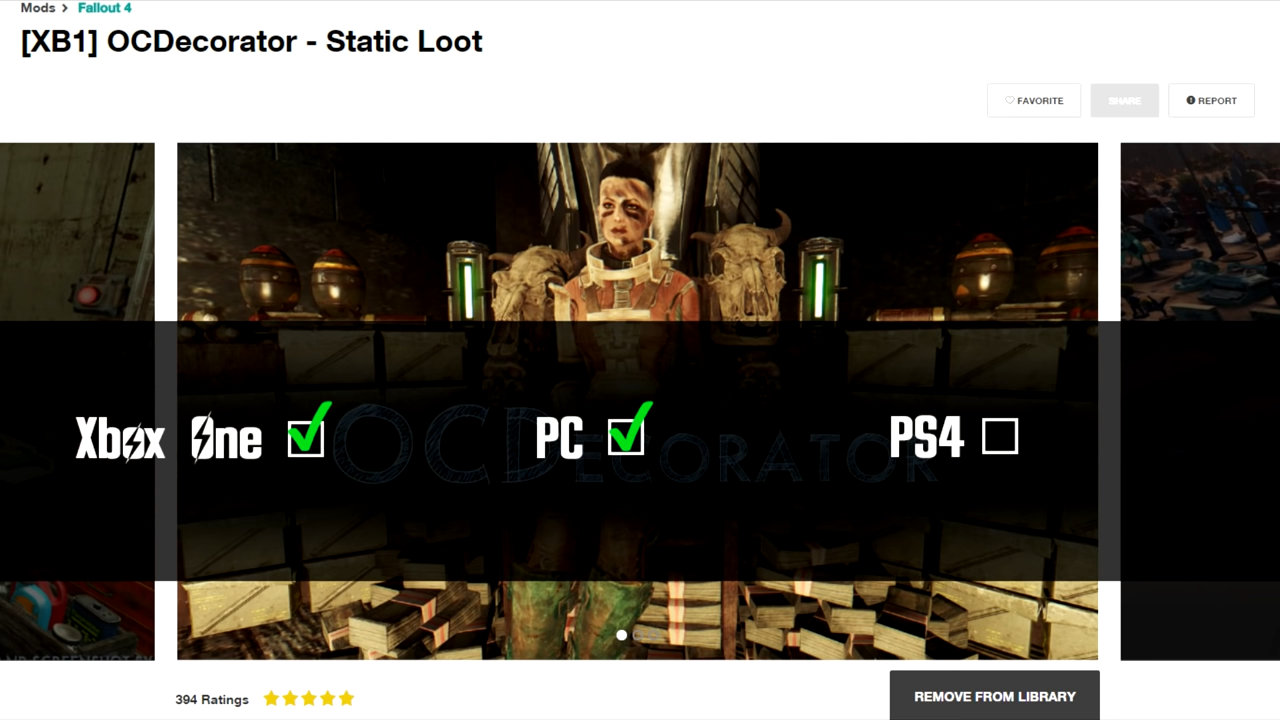 Mods > Fallout 4
[XB1] OCDecorator - Static Loot
FAVORITE SHARE REPORT
OCDECORATOR
Xbox One PC PS4
394 Ratings
REMOVE FROM LIBRARY